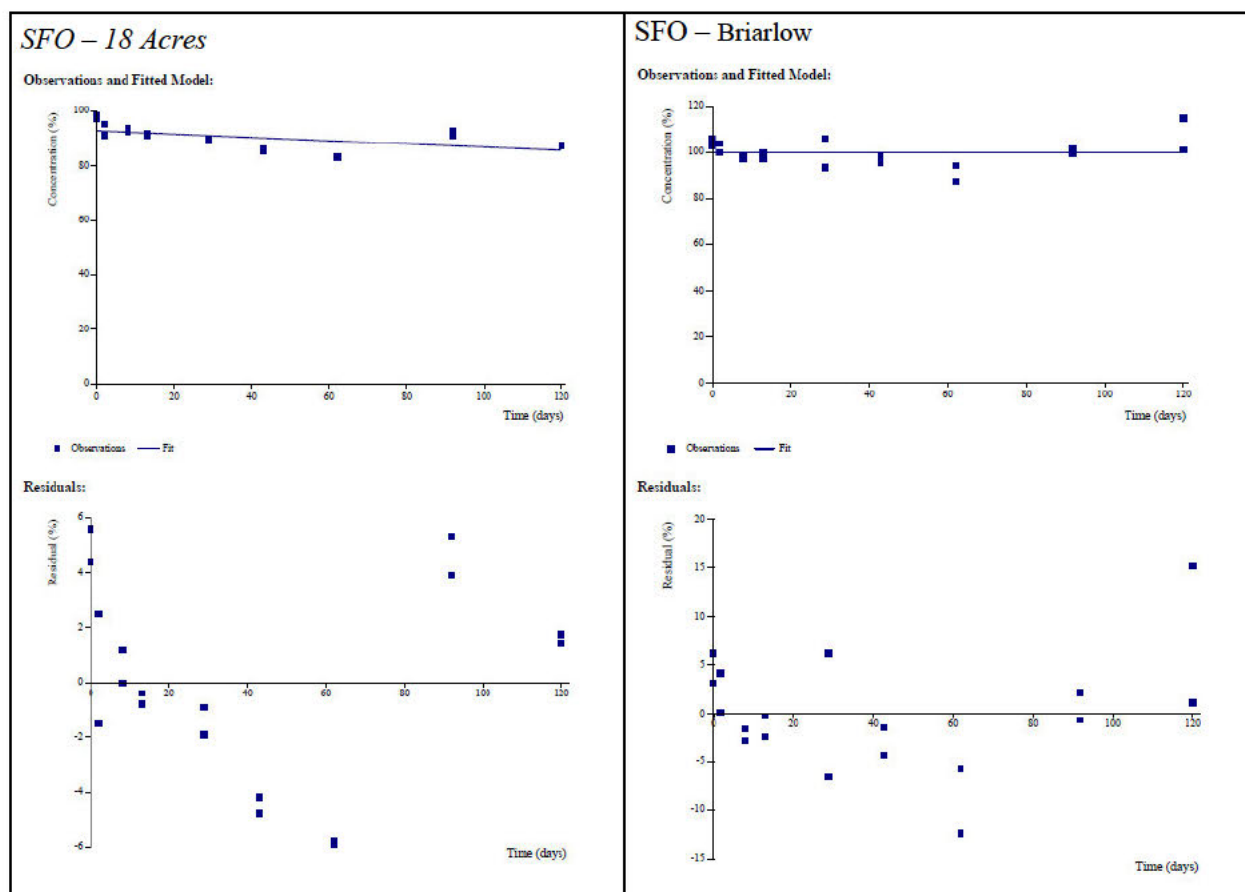 SFO – 18 Acres
Observations and Fitted Model:
Concentration (%)
100
80
60
40
20
0
0 20 40 60 80 100 120
Time (days)
Observations Fit
Residuals:
Residual (%)
6
4
2
0
-2
-4
-6
0 20 40 60 80 100 120
Time (days)
SFO – Briarlow
Observations and Fitted Model:
Concentration (%)
120
100
80
60
40
20
0
0 20 40 60 80 100 120
Time (days)
Observations Fit
Residuals:
Residual (%)
20
15
10
5
0
-5
-10
-15
0 20 40 60 80 100 120
Time (days)